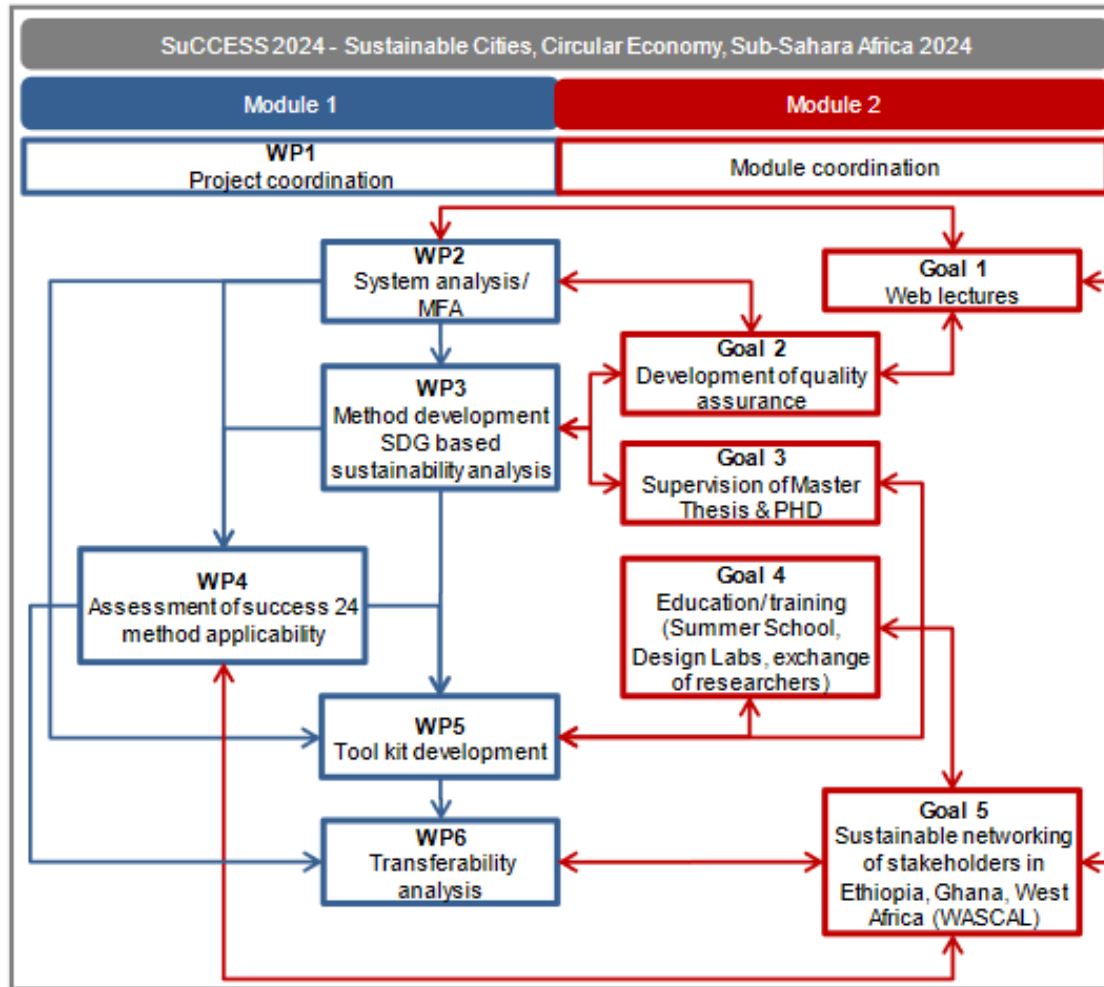 SuCCESS 2024 - Sustainable Cities, Circular Economy, Sub-Sahara Africa 2024
Module 1
Module 2
WP1
Project coordination
Module coordination
WP2
System analysis/
MFA
Goal 1
Web lectures
Goal 2
Development of quality
assurance
WP3
Method development
SDG based
sustainability analysis
Goal 3
Supervision of Master
Thesis & PHD
WP4
Assessment of success 24
method applicability
Goal 4
Education/training
(Summer School,
Design Labs, exchange
of researchers)
WP5
Tool kit development
WP6
Transferability
analysis
Goal 5
Sustainable networking
of stakeholders in
Ethiopia, Ghana, West
Africa (WASCAL)